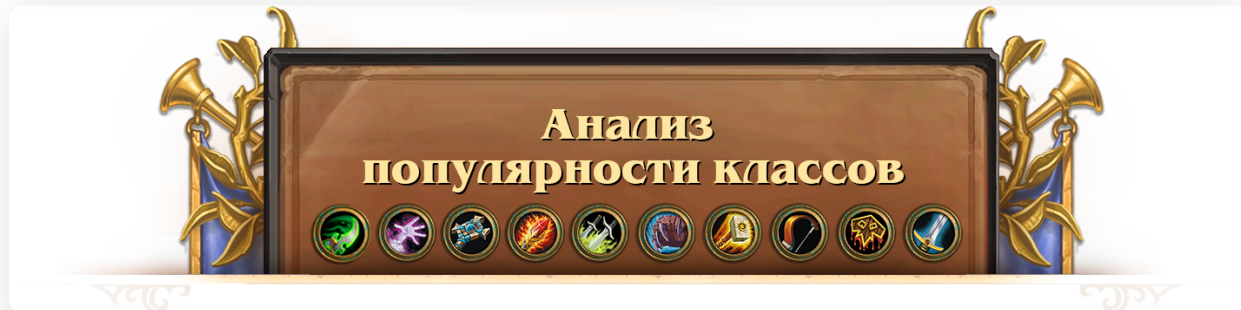 Анализ
популярности классов